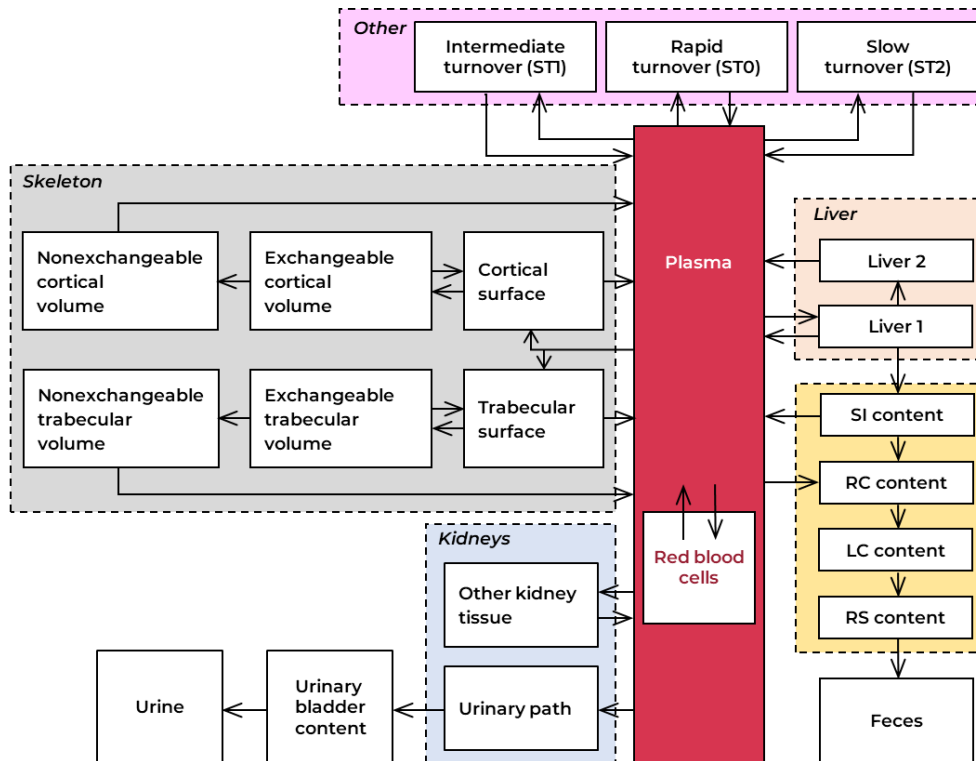 Other
Intermediate
turnover (ST1)
Rapid
turnover (ST0)
Slow
turnover (ST2)
Skeleton
Nonexchangeable
cortical
volume
Exchangeable
cortical
volume
Cortical
surface
Plasma
Liver
Liver 2
Liver 1
Nonexchangeable
trabecular
volume
Exchangeable
trabecular
volume
Trabecular
surface
SI content
RC content
LC content
RS content
Red blood
cells
Kidneys
Other kidney
tissue
Urinary path
Urinary
bladder
content
Urine
Feces